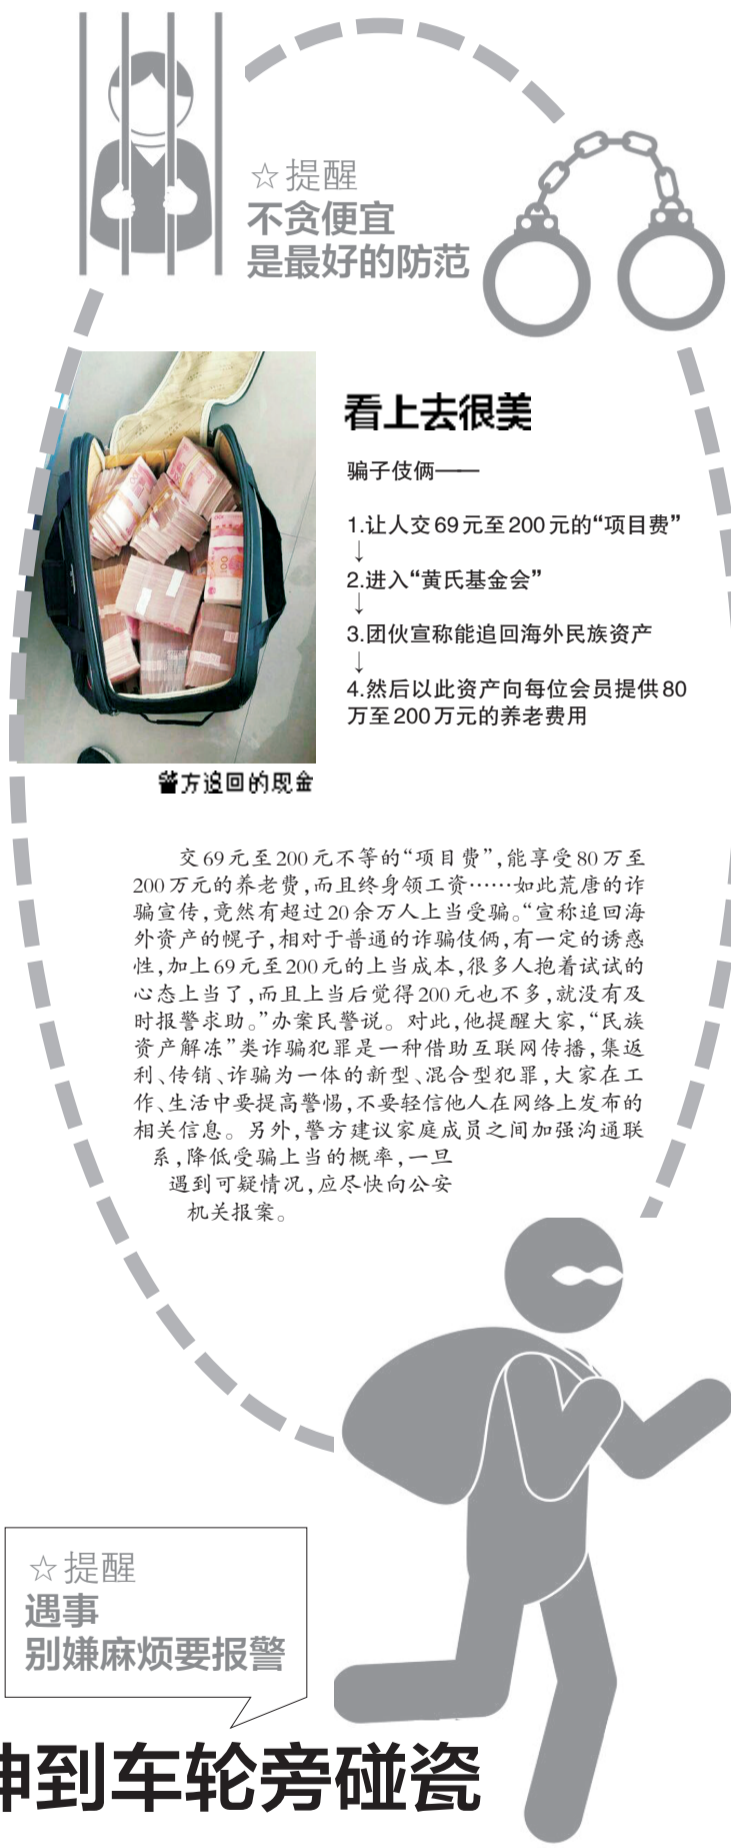 ☆提醒
不贪便宜
是最好的防范
看上去很美
骗子伎俩——
1.让人交69元至200元的“项目费”
↓
2.进入“黄氏基金会”
↓
3.团伙宣称能追回海外民族资产
↓
4.然后以此资产向每位会员提供80
万至200万元的养老费用
警方追回的现金
交69元至200元不等的“项目费”,能享受80万至
200万元的养老费,而且终身领工资……如此荒唐的诈
骗宣传,竟然有超过20余万人上当受骗。“宣称追回海
外资产的幌子,相对于普通的诈骗伎俩,有一定的诱惑
性,加上69元至200元的上当成本,很多人抱着试试的
心态上当了,而且上当后觉得200元也不多,就没有及
时报警求助。”办案民警说。对此,他提醒大家,“民族
资产解冻”类诈骗犯罪是一种借助互联网传播,集返
利、传销、诈骗为一体的新型、混合型犯罪,大家在工
作、生活中要提高警惕,不要轻信他人在网络上发布的
相关信息。另外,警方建议家庭成员之间加强沟通联
系,降低受骗上当的概率,一旦
遇到可疑情况,应尽快向公安
机关报案。
☆提醒
遇事
别嫌麻烦要报警
到车轮旁碰瓷